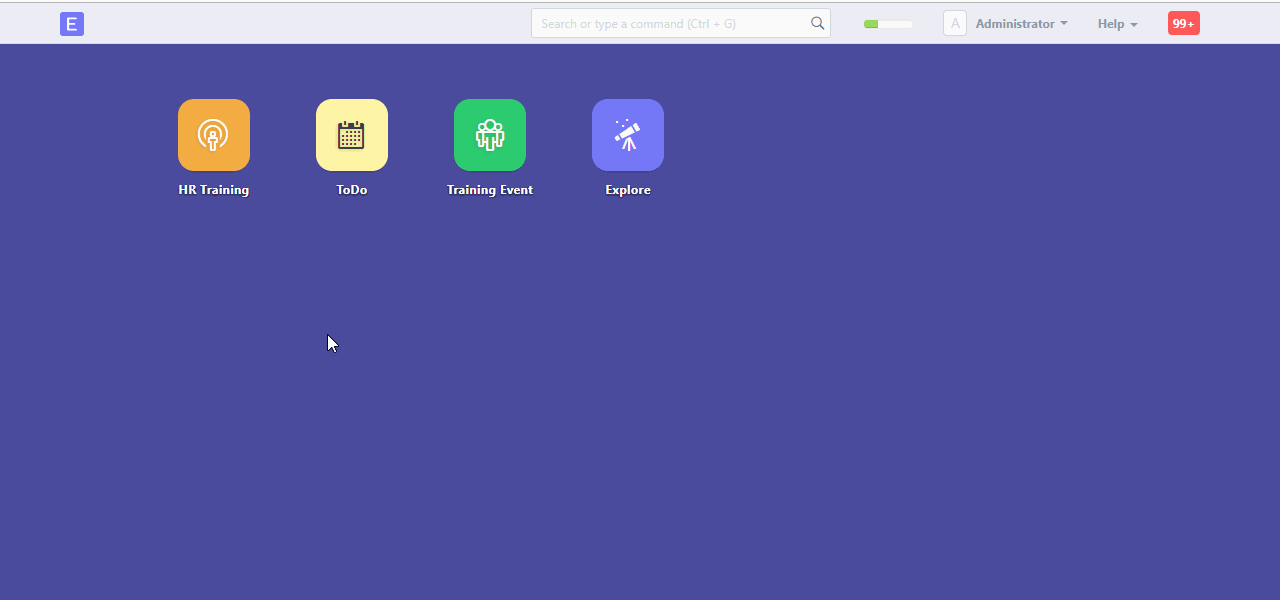 E
Search or type a command (Ctrl + G)
A Administrator
Help
99+
HR Training
ToDo
Training Event
Explore